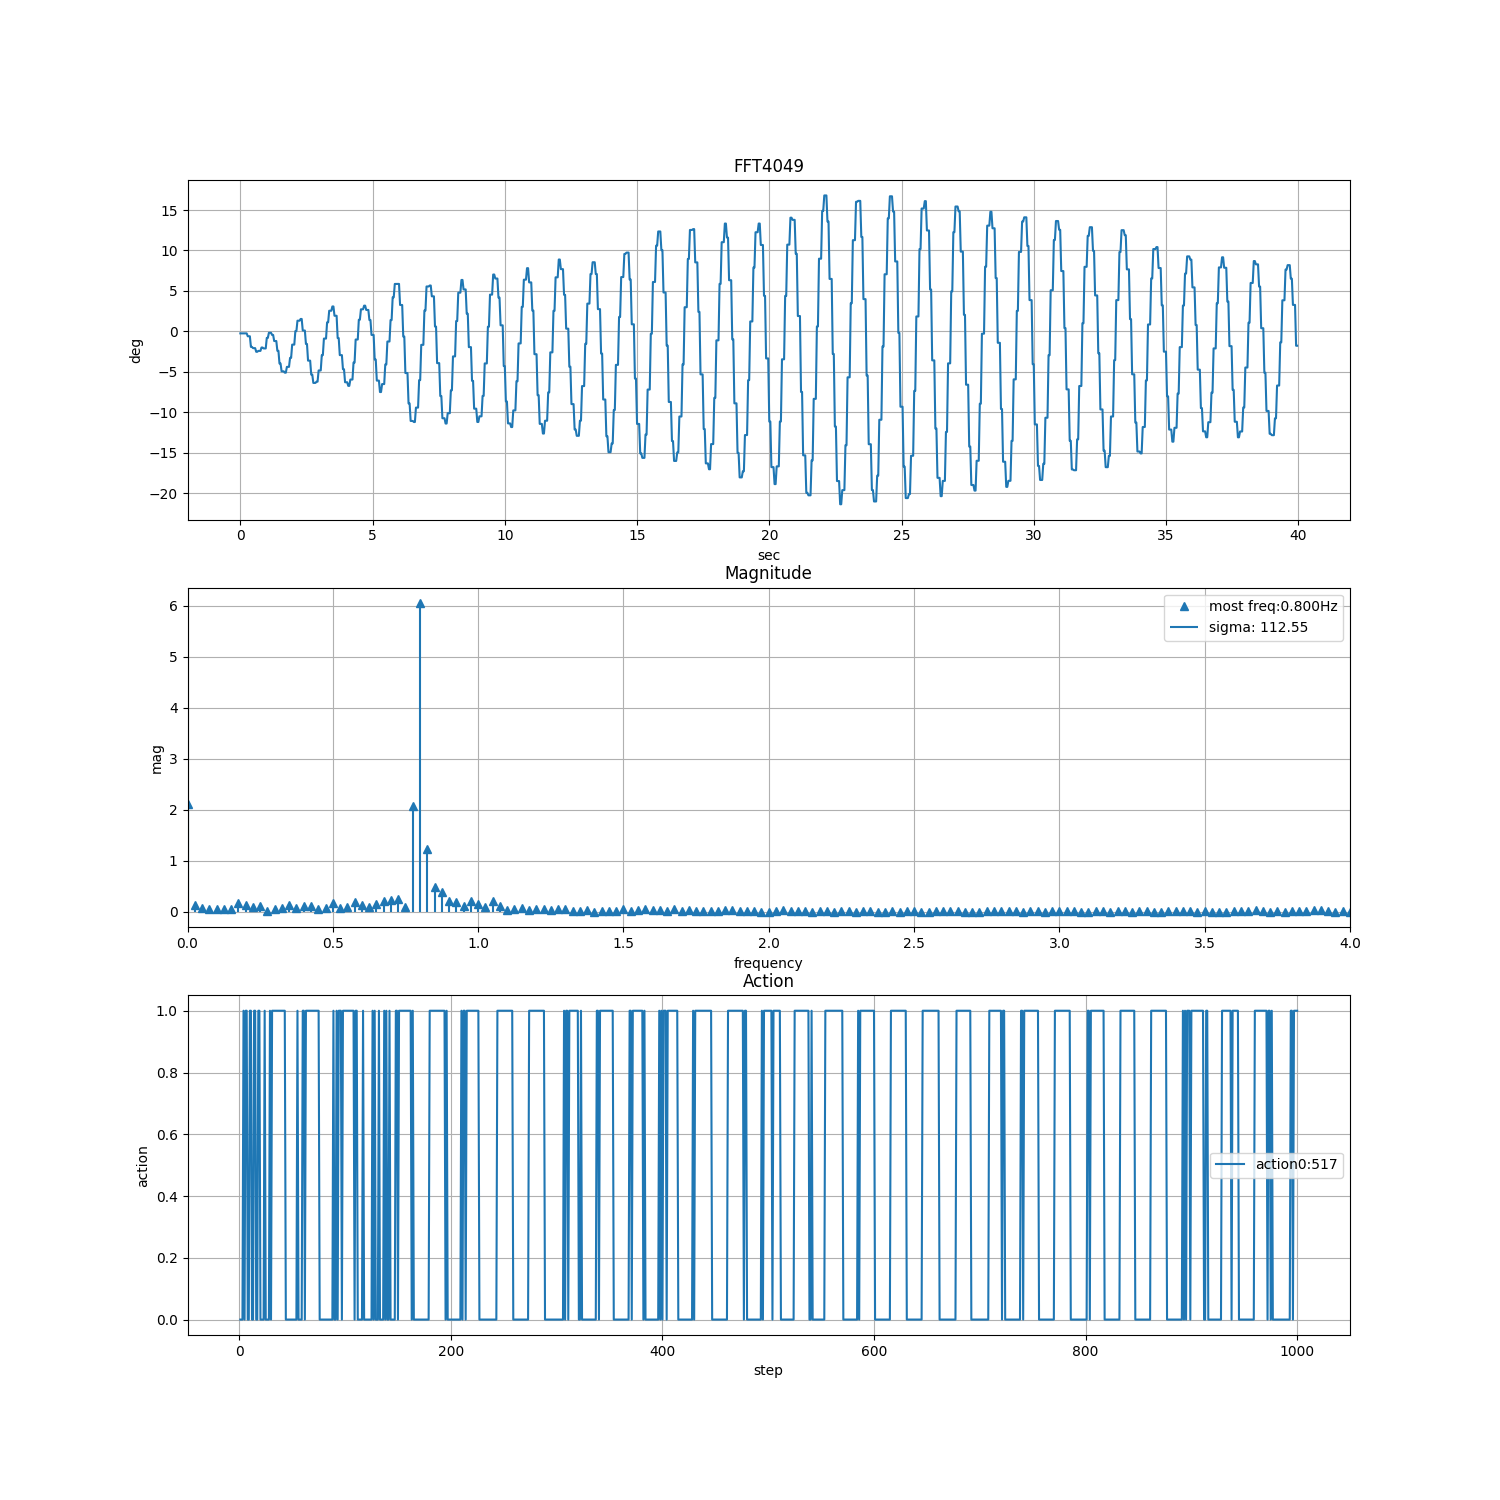 FFT4049
15
10
5
0
−5
−10
−15
−20
deg
0 5 10 15 20 25 30 35 40
sec
Magnitude
6
5
4
3
2
1
0
mag
most freq:0.800Hz
sigma: 112.55
0.0 0.5 1.0 1.5 2.0 2.5 3.0 3.5 4.0
frequency
Action
1.0
0.8
0.6
0.4
0.2
0.0
action
action0:517
0 200 400 600 800 1000
step